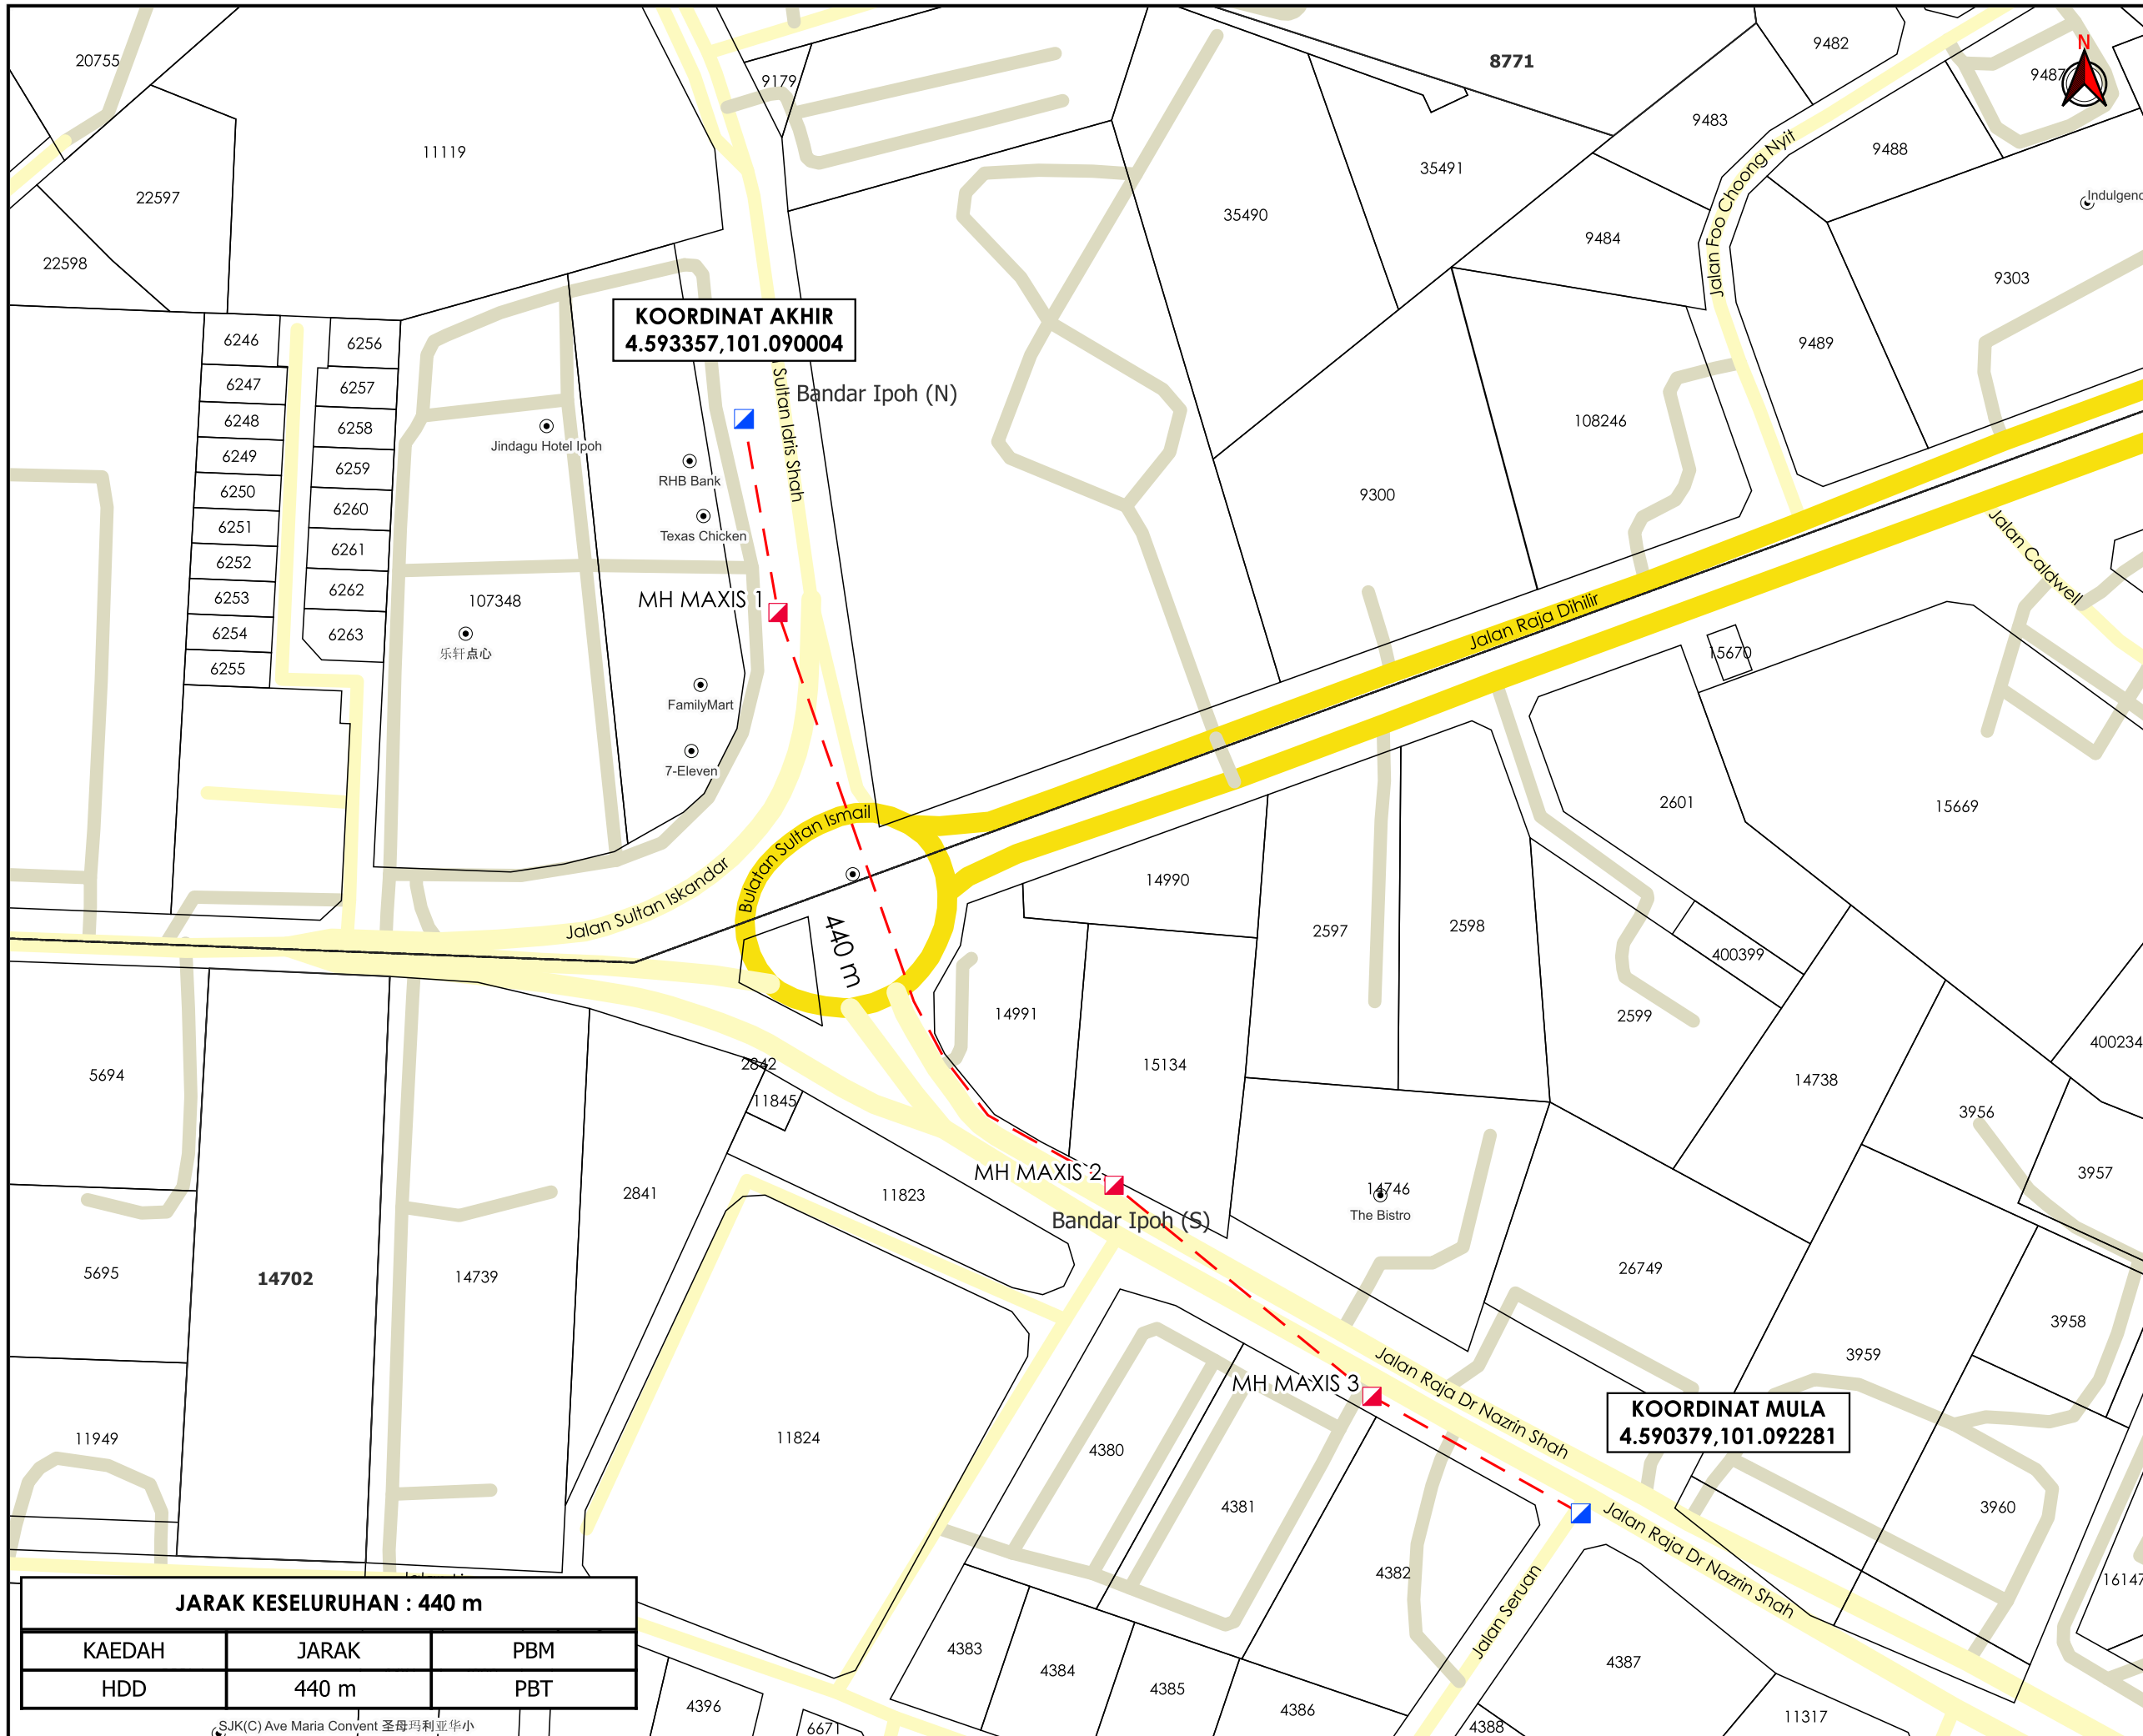 N
20755
9179
8771
9482
9487
11119
9483
9488
22597
35491
Jalan Foo Choong Nyit
35490
9484
22598
9303
KOORDINAT AKHIR
4.593357,101.090004
6246
6256
9489
6247
6257
Sultan Idris Shah
Bandar Ipoh (N)
6248
6258
108246
Jindagu Hotel Ipoh
6249
6259
RHB Bank
6250
6260
9300
6251
Texas Chicken
6261
Jalan Caldwell
6252
6262
6253
107348
MH MAXIS 1
Jalan Raja Dihilir
6254
6263
乐轩点心
15670
6255
FamilyMart
7-Eleven
2601
15669
Bulatan Sultan Ismail
Jalan Sultan Iskandar
14990
440 m
2597
2598
400399
14991
2599
400234
5694
2842
15134
14738
11845
3956
MH MAXIS 2
3957
2841
11823
14746
The Bistro
Bandar Ipoh (S)
5695
14702
14739
26749
3958
3959
Jalan Raja Dr Nazrin Shah
MH MAXIS 3
KOORDINAT MULA
4.590379,101.092281
11949
11824
4380
4381
3960
Jalan Raja Dr Nazrin Shah
4382
16147
Jalan Seruan
JARAK KESELURUHAN : 440 m
KAEDAH JARAK PBM
HDD 440 m PBT
4383
4384
4385
4386
4387
4388
4396
6671
11317
SJK(C) Ave Maria Convent 圣母玛利亚华小